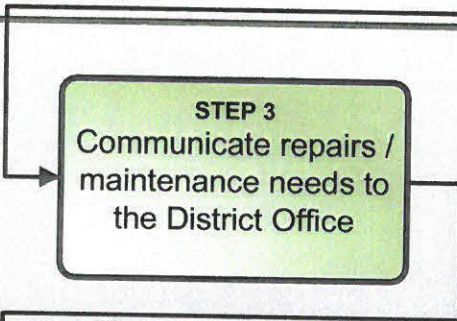 STEP 3
Communicate repairs /
maintenance needs to
the District Office